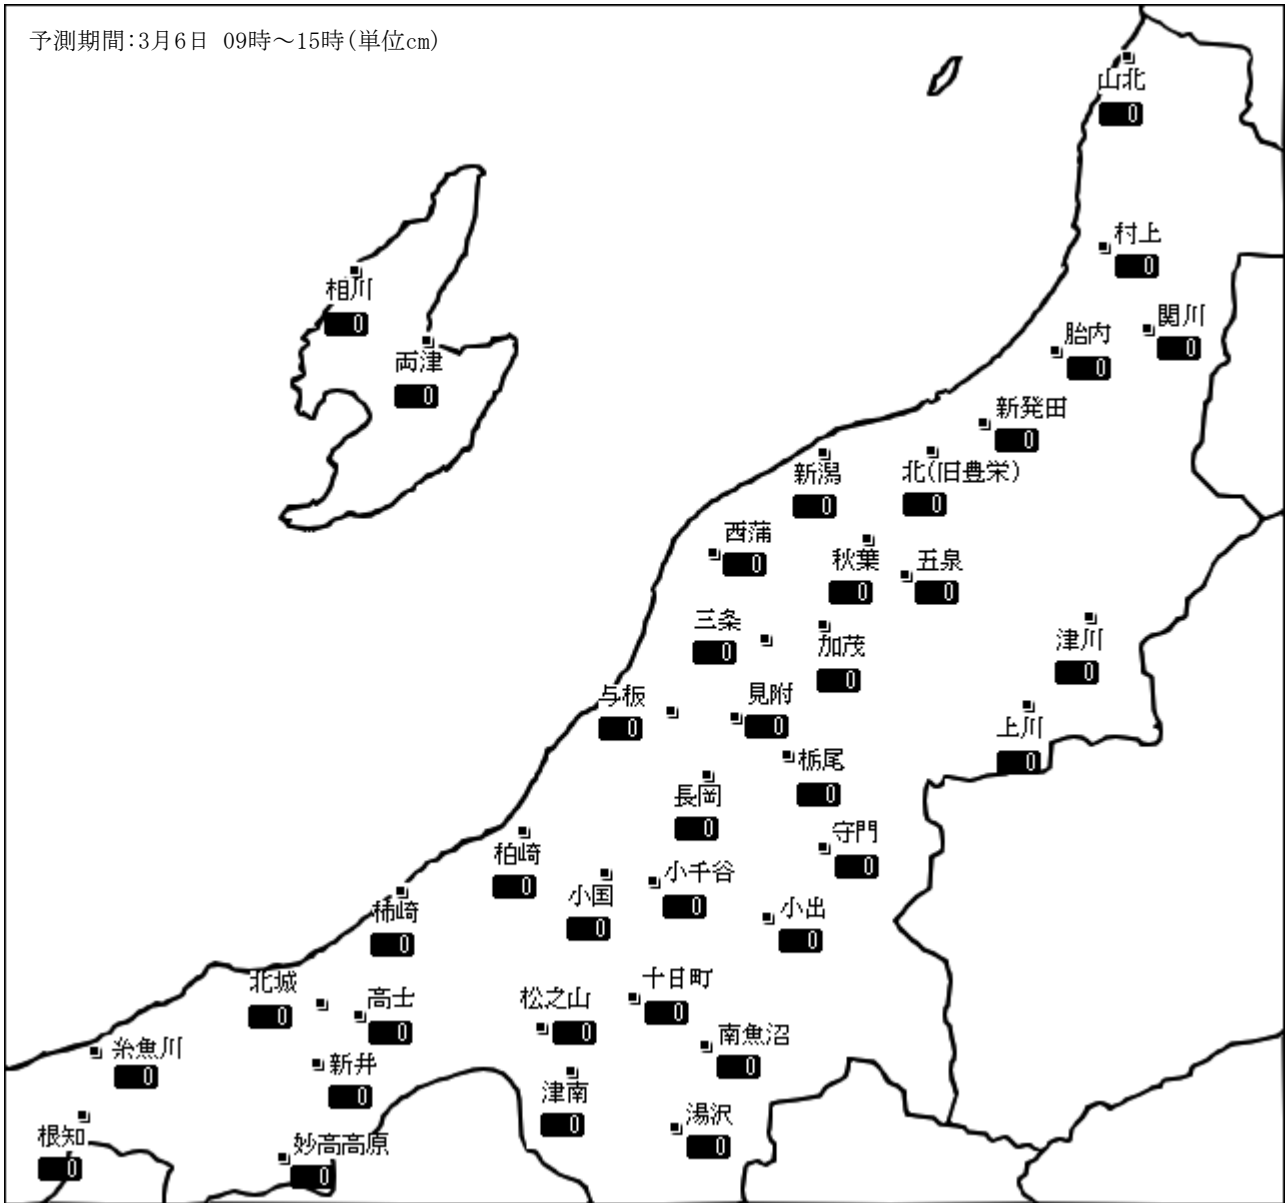 予測期間:3月6日 09時～15時(単位cm)
山北
0
村上
0
相川
0
関川
0
胎内
0
両津
0
新発田
0
新潟
0
北(旧豊栄)
0
西蒲
0
秋葉
0
五泉
0
三条
0
加茂
0
津川
0
与板
0
見附
0
上川
0
栃尾
0
長岡
0
守門
0
柏崎
0
小千谷
0
小国
0
小出
0
柿崎
0
北城
0
高士
0
松之山
0
十日町
0
南魚沼
0
糸魚川
0
新井
0
津南
0
湯沢
0
根知
0
妙高高原
0